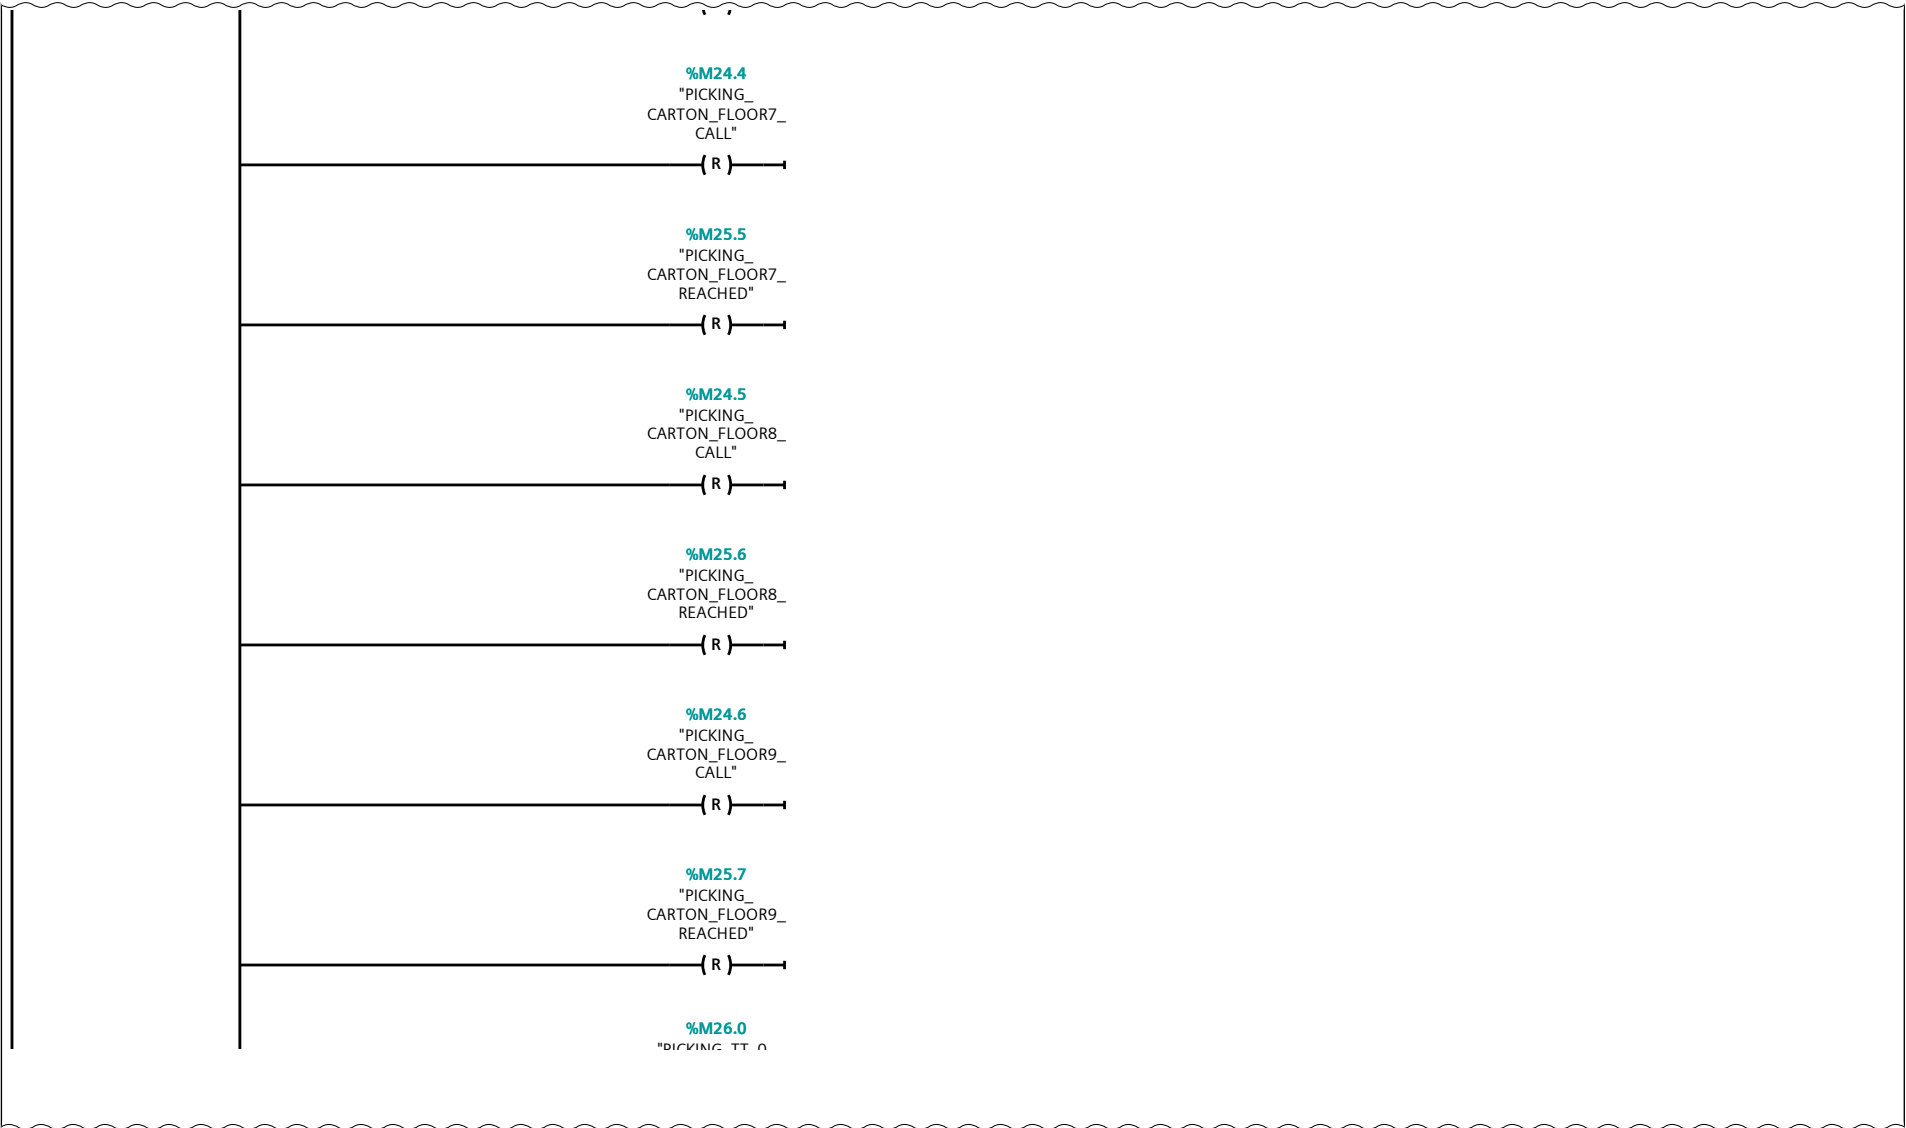 %M24.4
"PICKING_
CARTON_FLOOR7_
CALL"
( R )
%M25.5
"PICKING_
CARTON_FLOOR7_
REACHED"
( R )
%M24.5
"PICKING_
CARTON_FLOOR8_
CALL"
( R )
%M25.6
"PICKING_
CARTON_FLOOR8_
REACHED"
( R )
%M24.6
"PICKING_
CARTON_FLOOR9_
CALL"
( R )
%M25.7
"PICKING_
CARTON_FLOOR9_
REACHED"
( R )
%M26.0
"PICKING_TT_